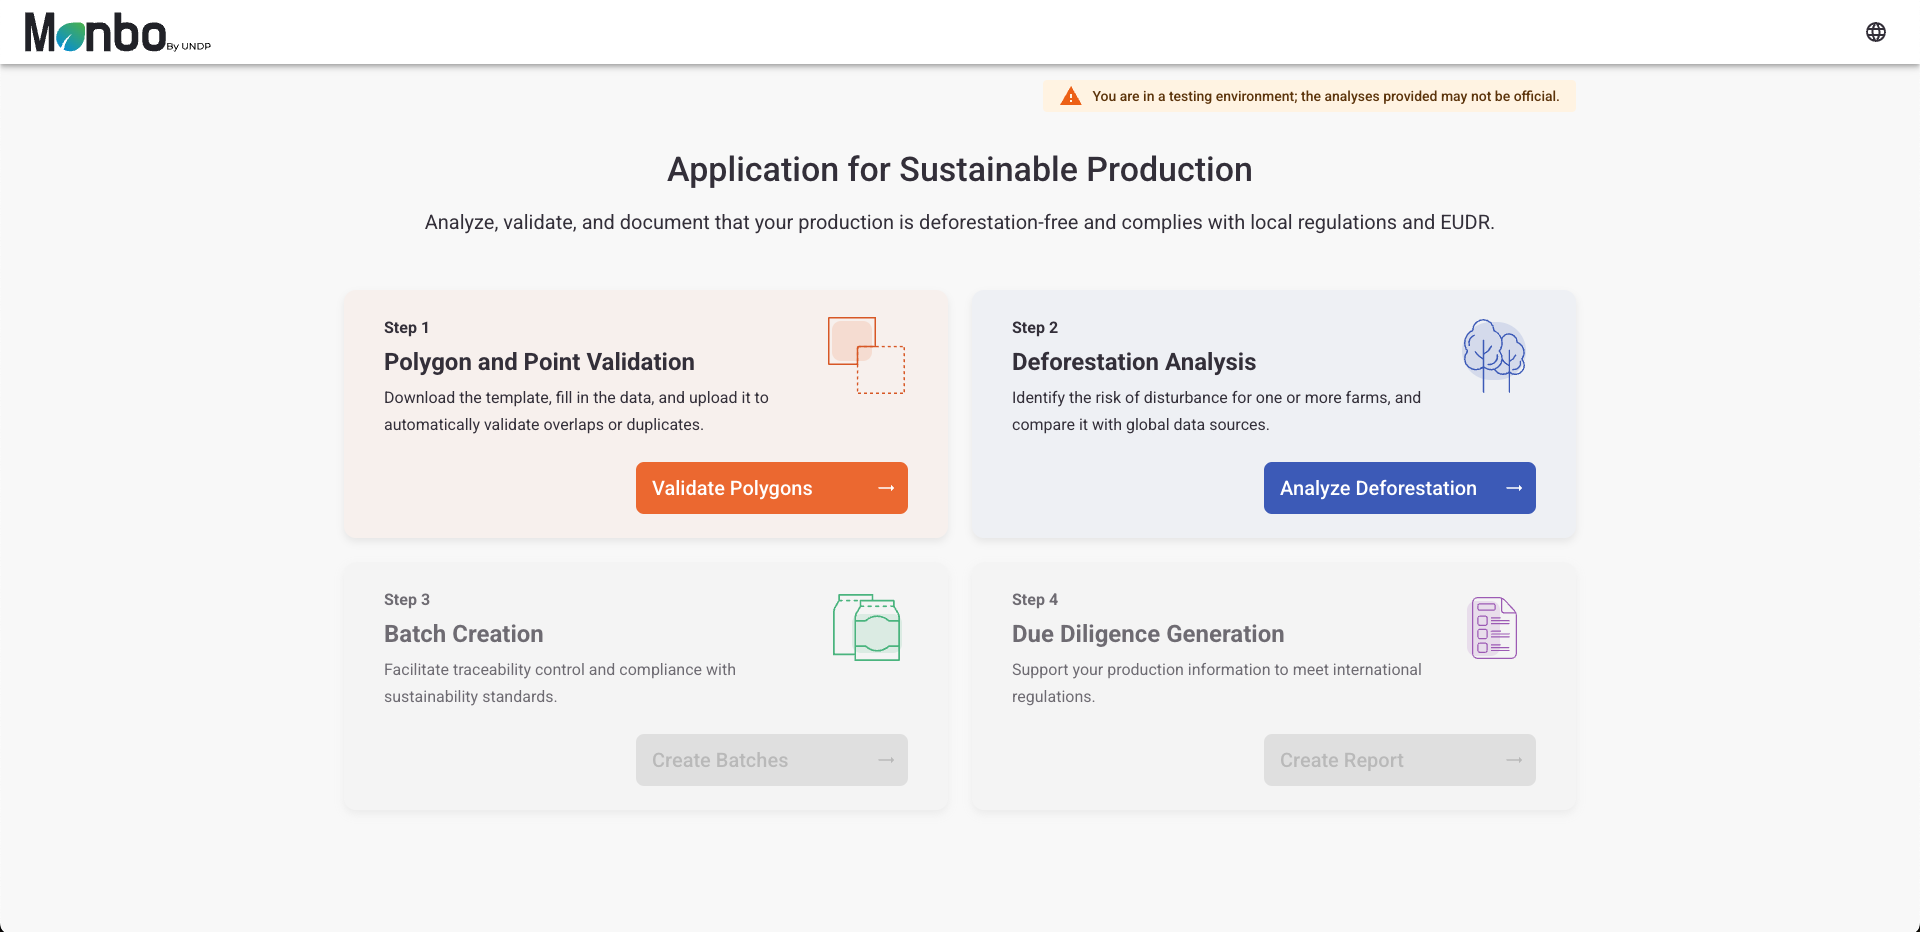 Monbo By UNDP
You are in a testing environment; the analyses provided may not be official.
Application for Sustainable Production
Analyze, validate, and document that your production is deforestation-free and complies with local regulations and EUDR.
Step 1
Polygon and Point Validation
Download the template, fill in the data, and upload it to
automatically validate overlaps or duplicates.
Validate Polygons →
Step 2
Deforestation Analysis
Identify the risk of disturbance for one or more farms, and
compare it with global data sources.
Analyze Deforestation →
Step 3
Batch Creation
Facilitate traceability control and compliance with
sustainability standards.
Create Batches →
Step 4
Due Diligence Generation
Support your production information to meet international
regulations.
Create Report →